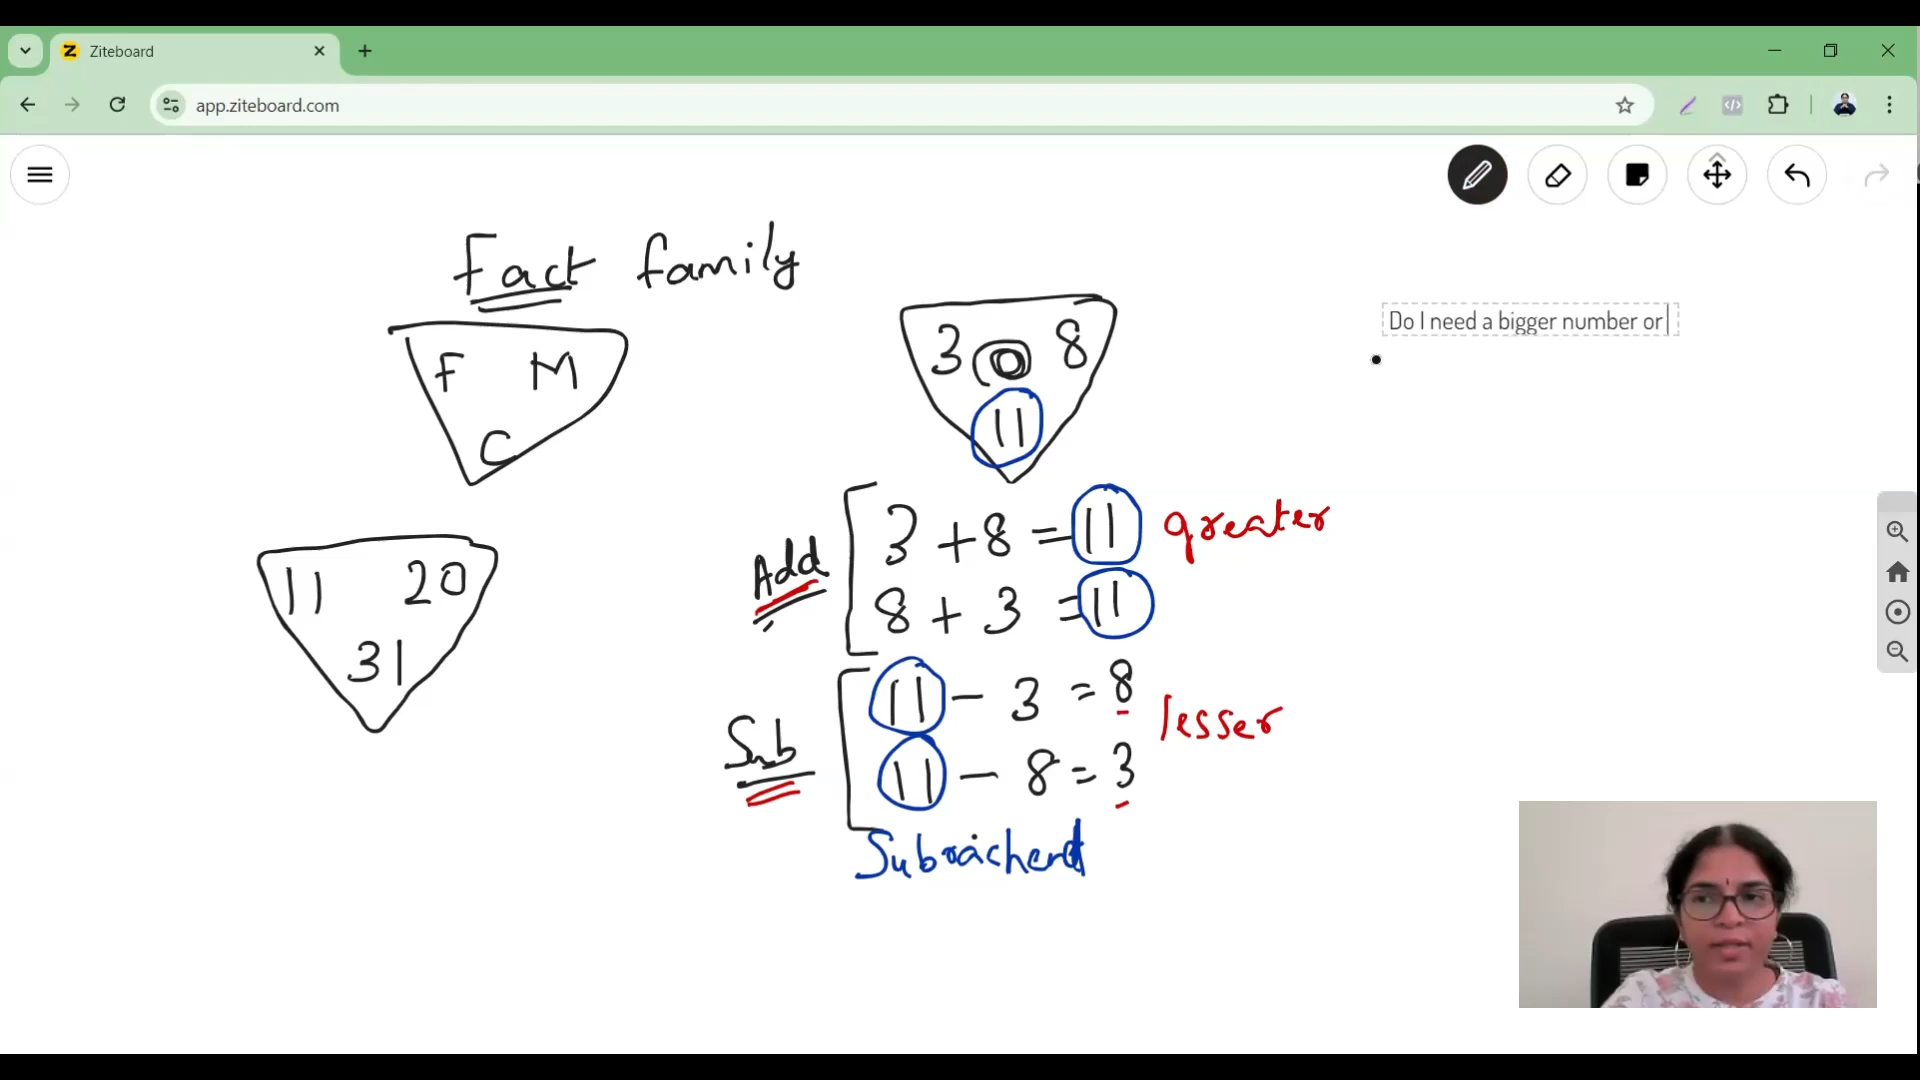 Ziteboard
app.ziteboard.com
Fact family
F M
C
3 0 8
11
Do I need a bigger number or
11 20
31
Add
3 + 8 = 11 greater
8 + 3 = 11
Sub
11 - 3 = 8 lesser
11 - 8 = 3